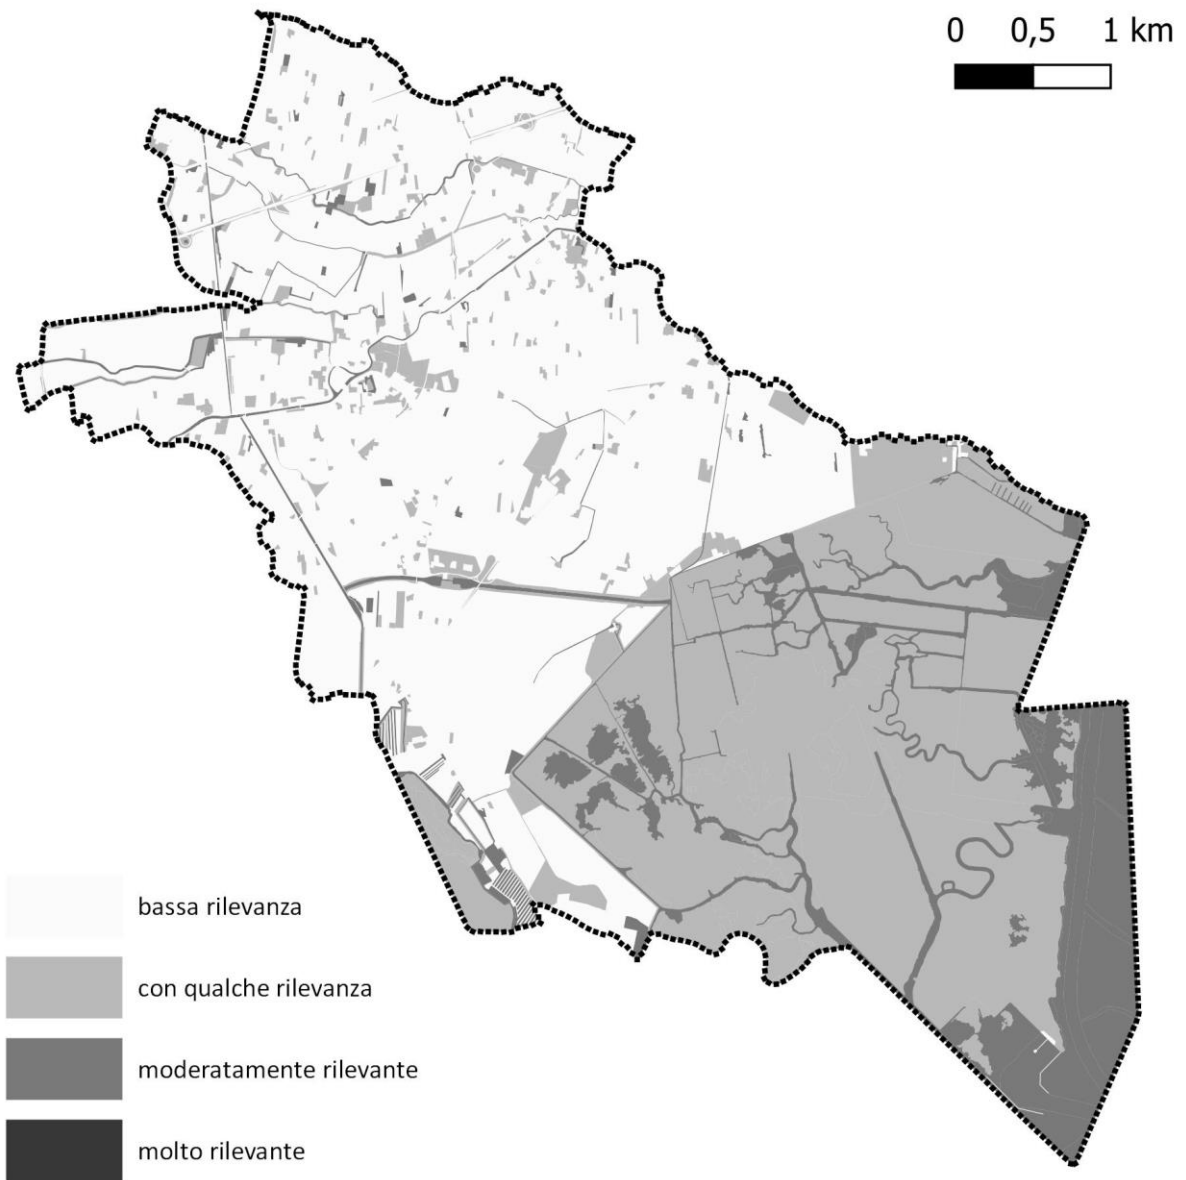 0 0,5 1 km
bassa rilevanza
con qualche rilevanza
moderatamente rilevante
molto rilevante